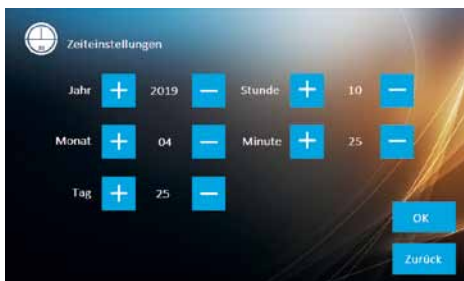 Zeiteinstellungen
Jahr + 2019 − Stunde + 10 −
Monat + 04 − Minute + 25 −
Tag + 25 −
OK
Zurück